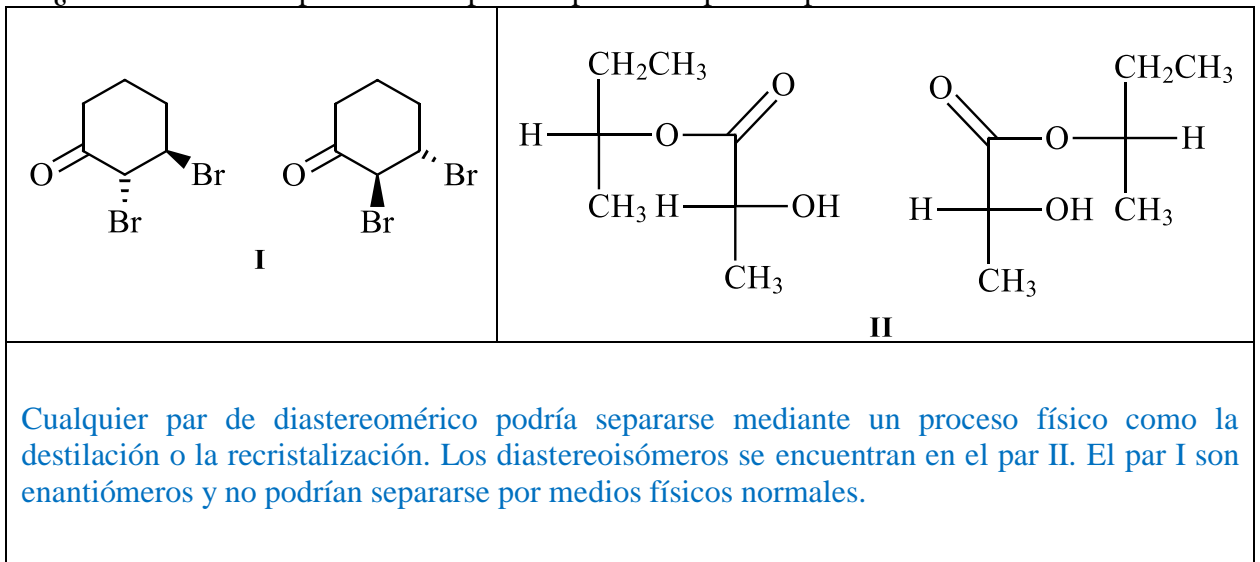 CH₂CH₃ CH₂CH₃
O O
H O O H
O Br O Br CH₃ H OH H OH CH₃
Br Br
CH₃ CH₃
I
II
Cualquier par de diastereomérico podría separarse mediante un proceso físico como la
destilación o la recristalización. Los diastereoisómeros se encuentran en el par II. El par I son
enantiómeros y no podrían separarse por medios físicos normales.